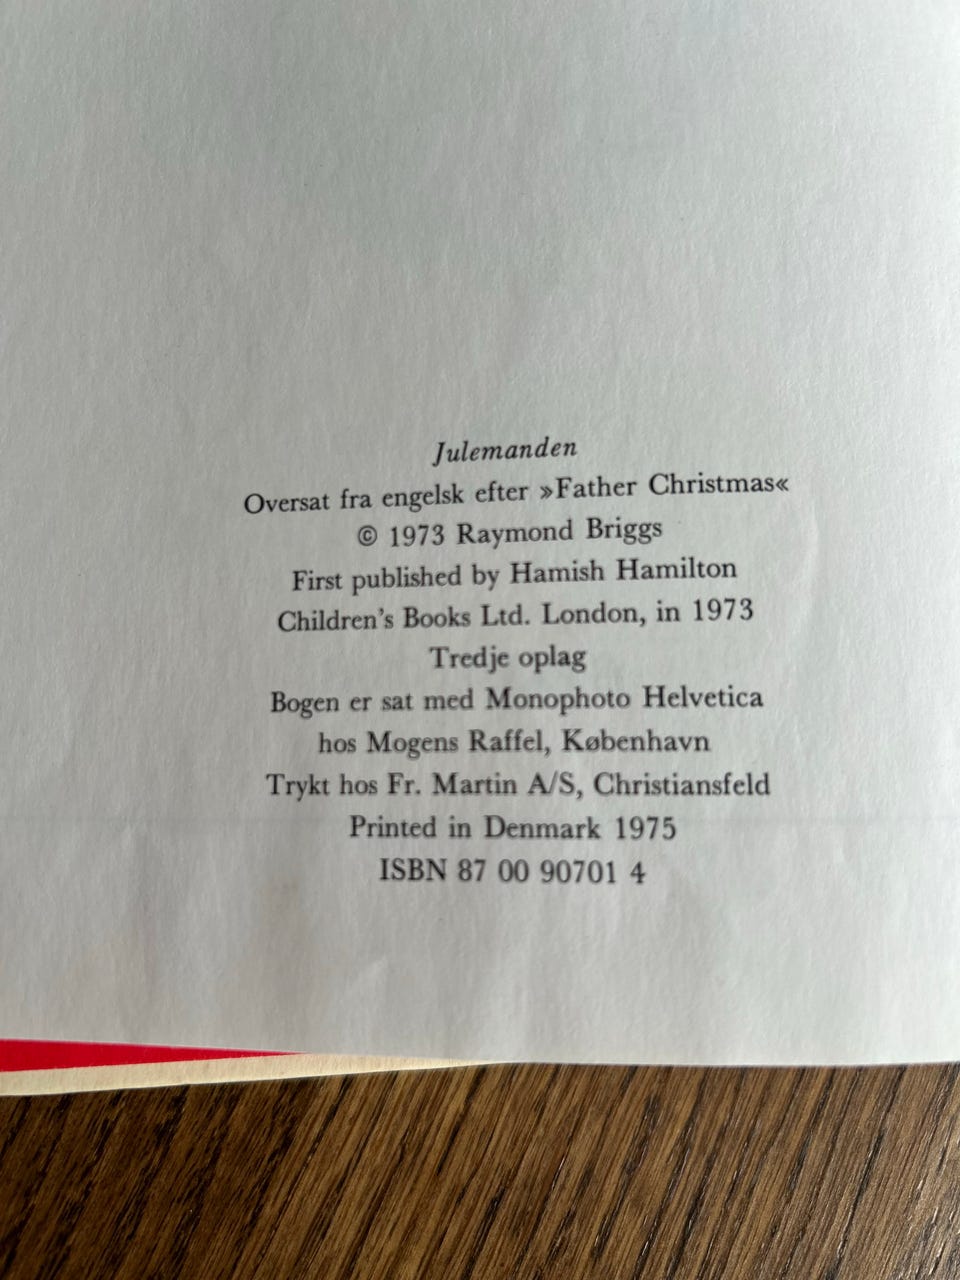 Julemanden
Oversat fra engelsk efter »Father Christmas«
© 1973 Raymond Briggs
First published by Hamish Hamilton
Children's Books Ltd. London, in 1973
Tredje oplag
Bogen er sat med Monophoto Helvetica
hos Mogens Raffel, København
Trykt hos Fr. Martin A/S, Christiansfeld
Printed in Denmark 1975
ISBN 87 00 90701 4